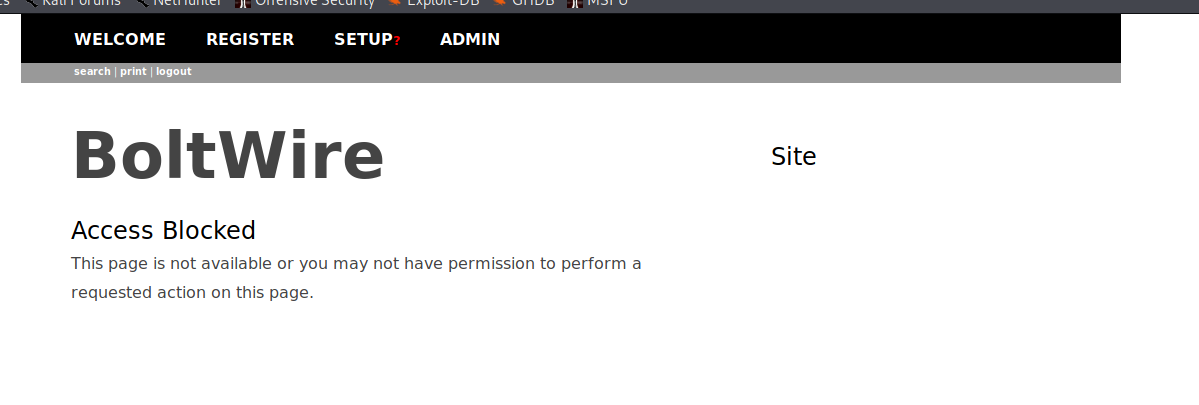 Kali Forums NetHunter Offensive Security Exploit-DB GHDB MSFU
WELCOME REGISTER SETUP? ADMIN
search | print | logout
BoltWire
Site
Access Blocked
This page is not available or you may not have permission to perform a
requested action on this page.